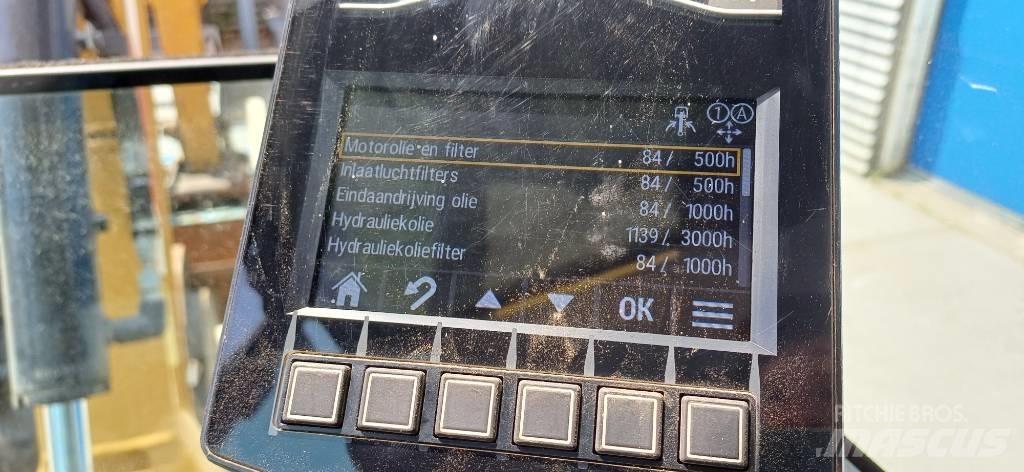 1 A
Motorolie en filter 84/ 500h
Inlaatluchtfilters 84/ 500h
Eindaandrijving olie 84/ 1000h
Hydrauliekolie 1139/ 3000h
Hydrauliekoliefilter 84/ 1000h
OK
RITCHIE BROS.
MASCUS